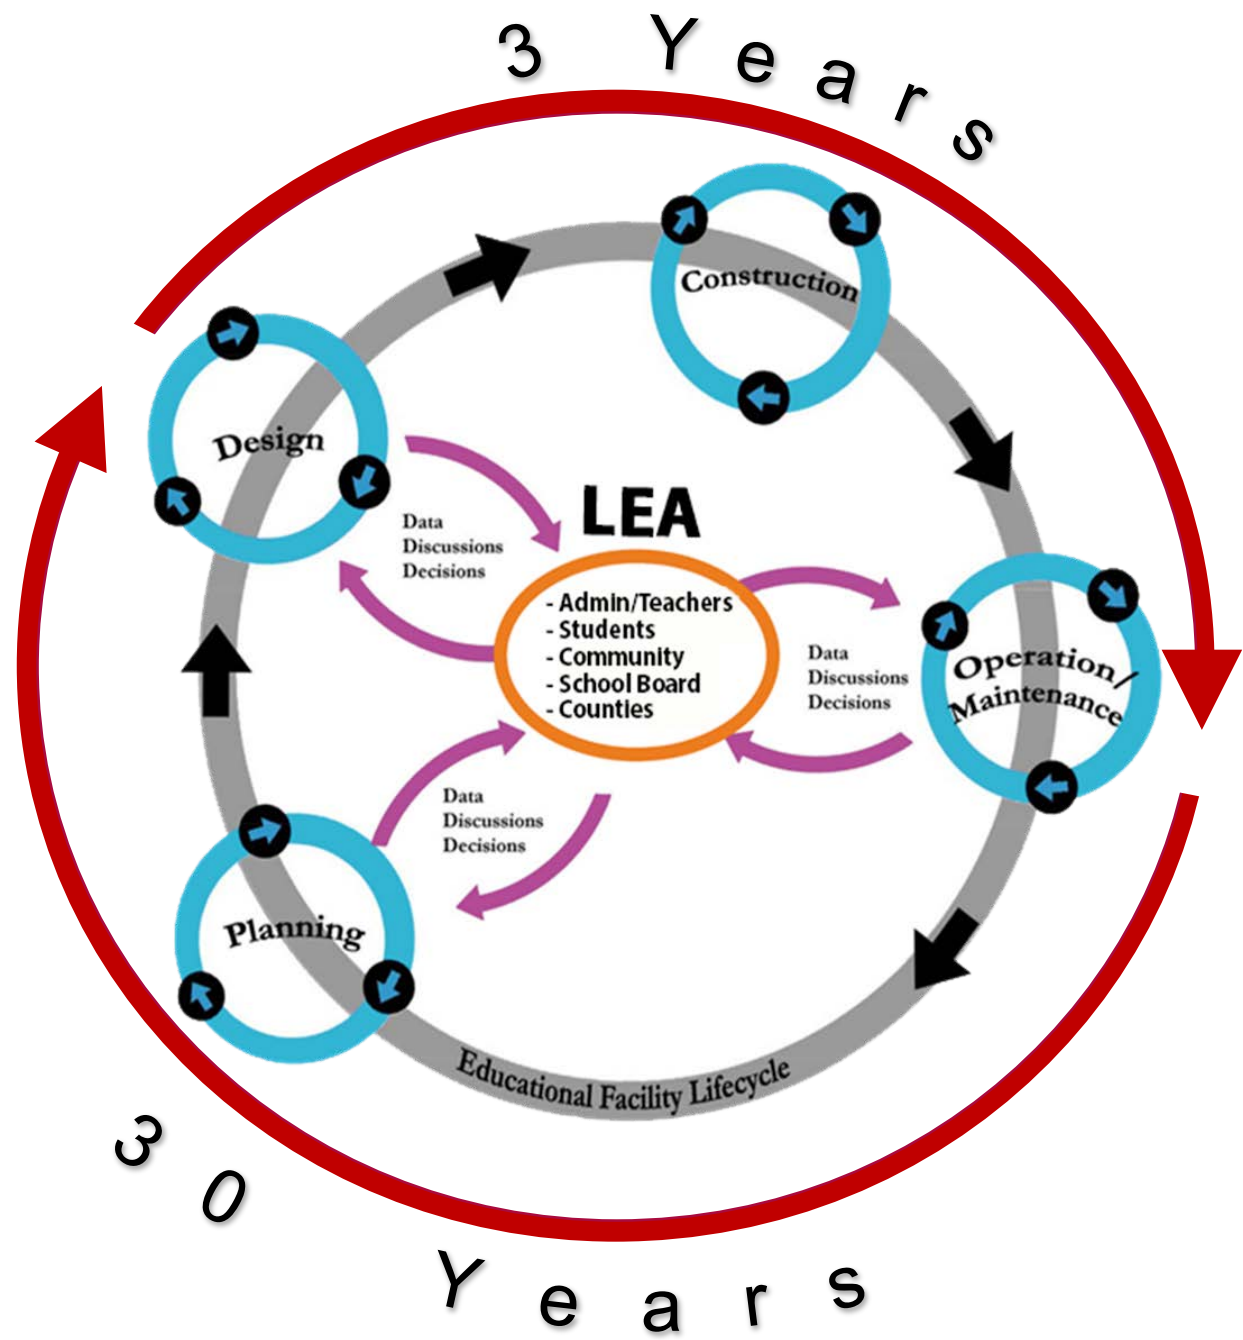 3 Years
Construction
Design
LEA
Data
Discussions
Decisions
- Admin/Teachers
- Students
- Community
- School Board
- Counties
Data
Discussions
Decisions
Operation/
Maintenance
Data
Discussions
Decisions
Planning
Educational Facility Lifecycle
30 Years